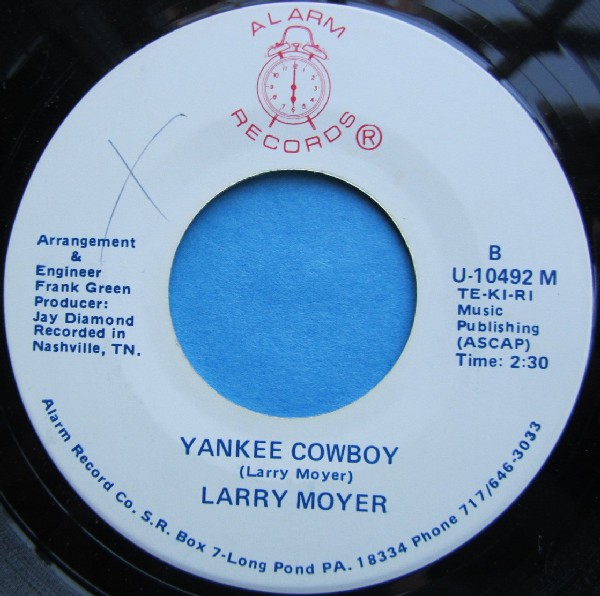 ALARM
RECORDS®
Arrangement
&
Engineer
Frank Green
Producer:
Jay Diamond
Recorded in
Nashville, TN.
B
U-10492 M
TE-KI-RI
Music
Publishing
(ASCAP)
Time: 2:30
YANKEE COWBOY
(Larry Moyer)
LARRY MOYER
Alarm Record Co. S.R. Box 7-Long Pond PA. 18334 Phone 717/646-3033